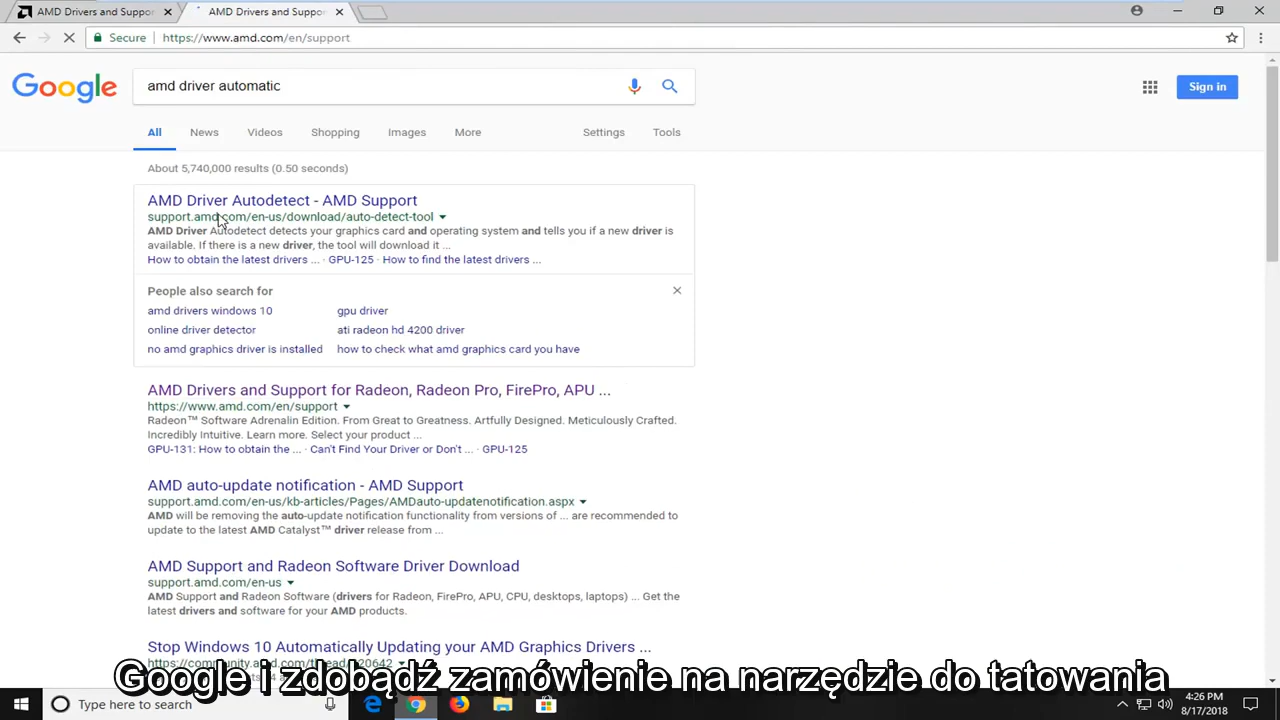 AMD Drivers and Suppor
AMD Drivers and Suppor
Secure
https://www.amd.com/en/support
Google
amd driver automatic
Sign in
All News Videos Shopping Images More Settings Tools
About 5,740,000 results (0.50 seconds)
AMD Driver Autodetect - AMD Support
support.amd.com/en-us/download/auto-detect-tool
AMD Driver Autodetect detects your graphics card and operating system and tells you if a new driver is
available. If there is a new driver, the tool will download it ...
How to obtain the latest drivers ... · GPU-125 · How to find the latest drivers ...
People also search for
amd drivers windows 10 gpu driver
online driver detector ati radeon hd 4200 driver
no amd graphics driver is installed how to check what amd graphics card you have
AMD Drivers and Support for Radeon, Radeon Pro, FirePro, APU ...
https://www.amd.com/en/support
Radeon™ Software Adrenalin Edition. From Great to Greatness. Artfully Designed. Meticulously Crafted.
Incredibly Intuitive. Learn more. Select your product ...
GPU-131: How to obtain the ... · Can't Find Your Driver or Don't ... · GPU-125
AMD auto-update notification - AMD Support
support.amd.com/en-us/kb-articles/Pages/AMDauto-updatenotification.aspx
AMD will be removing the auto-update notification functionality from versions of ... are recommended to
update to the latest AMD Catalyst™ driver release from ...
AMD Support and Radeon Software Driver Download
support.amd.com/en-us
AMD Support and Radeon Software (drivers for Radeon, FirePro, APU, CPU, desktops, laptops) ... Get the
latest drivers and software for your AMD products.
Stop Windows 10 Automatically Updating your AMD Graphics Drivers ...
https://community.amd.com/thread/220642
Google i zdobądź zamówienie na narzędzie do tatowania
Type here to search
4:26 PM
8/17/2018